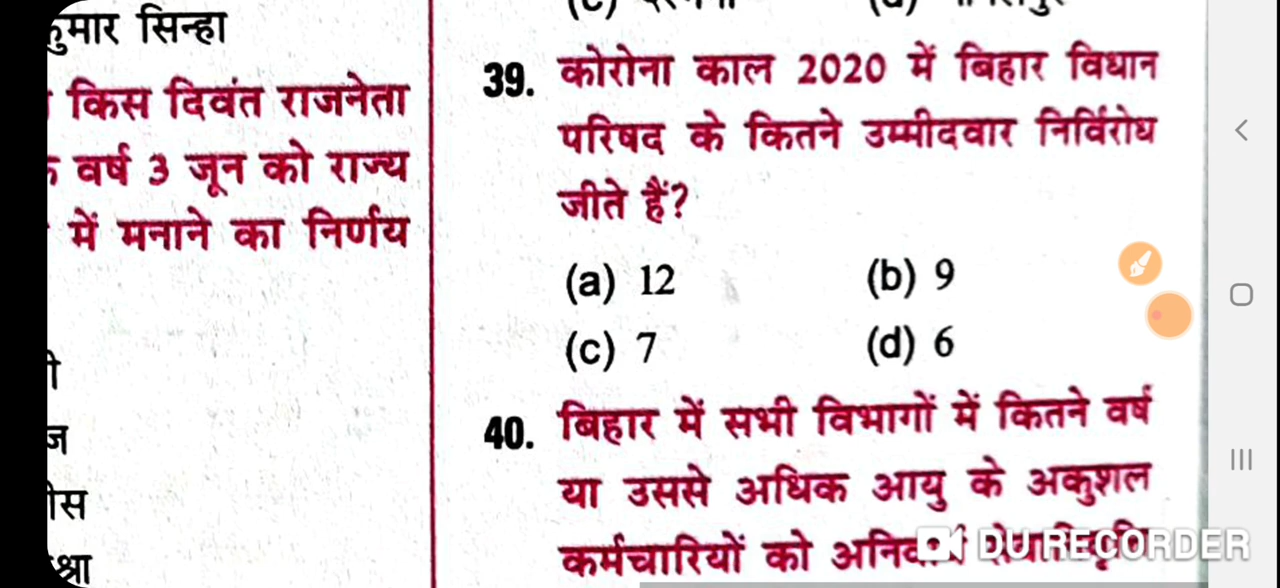 कुमार सिन्हा
किस दिवंत राजनेता
वर्ष 3 जून को राज्य
में मनाने का निर्णय
39. कोरोना काल 2020 में बिहार विधान
परिषद के कितने उम्मीदवार निर्विरोध
जीते हैं?
(a) 12 (b) 9
(c) 7 (d) 6
40. बिहार में सभी विभागों में कितने वर्ष
या उससे अधिक आयु के अकुशल
कर्मचारियों को
DU RECORDER